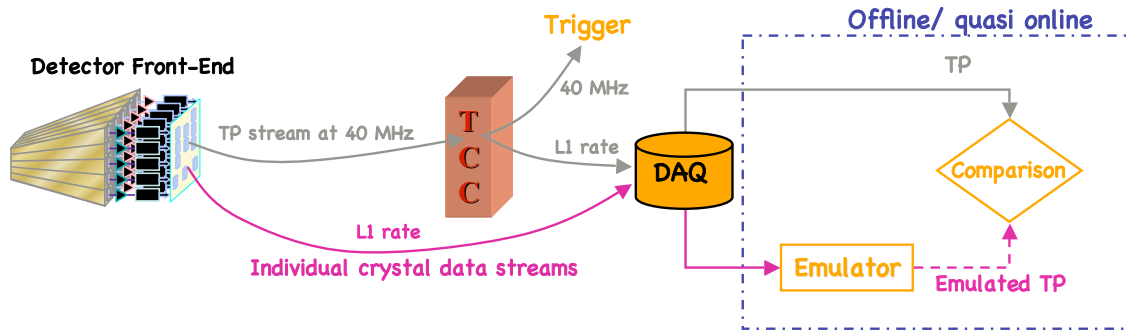 Offline/ quasi online
Trigger
Detector Front-End
TP
40 MHz
TP stream at 40 MHz
T
C
C
L1 rate
DAQ
Comparison
L1 rate
Individual crystal data streams
Emulator
Emulated TP